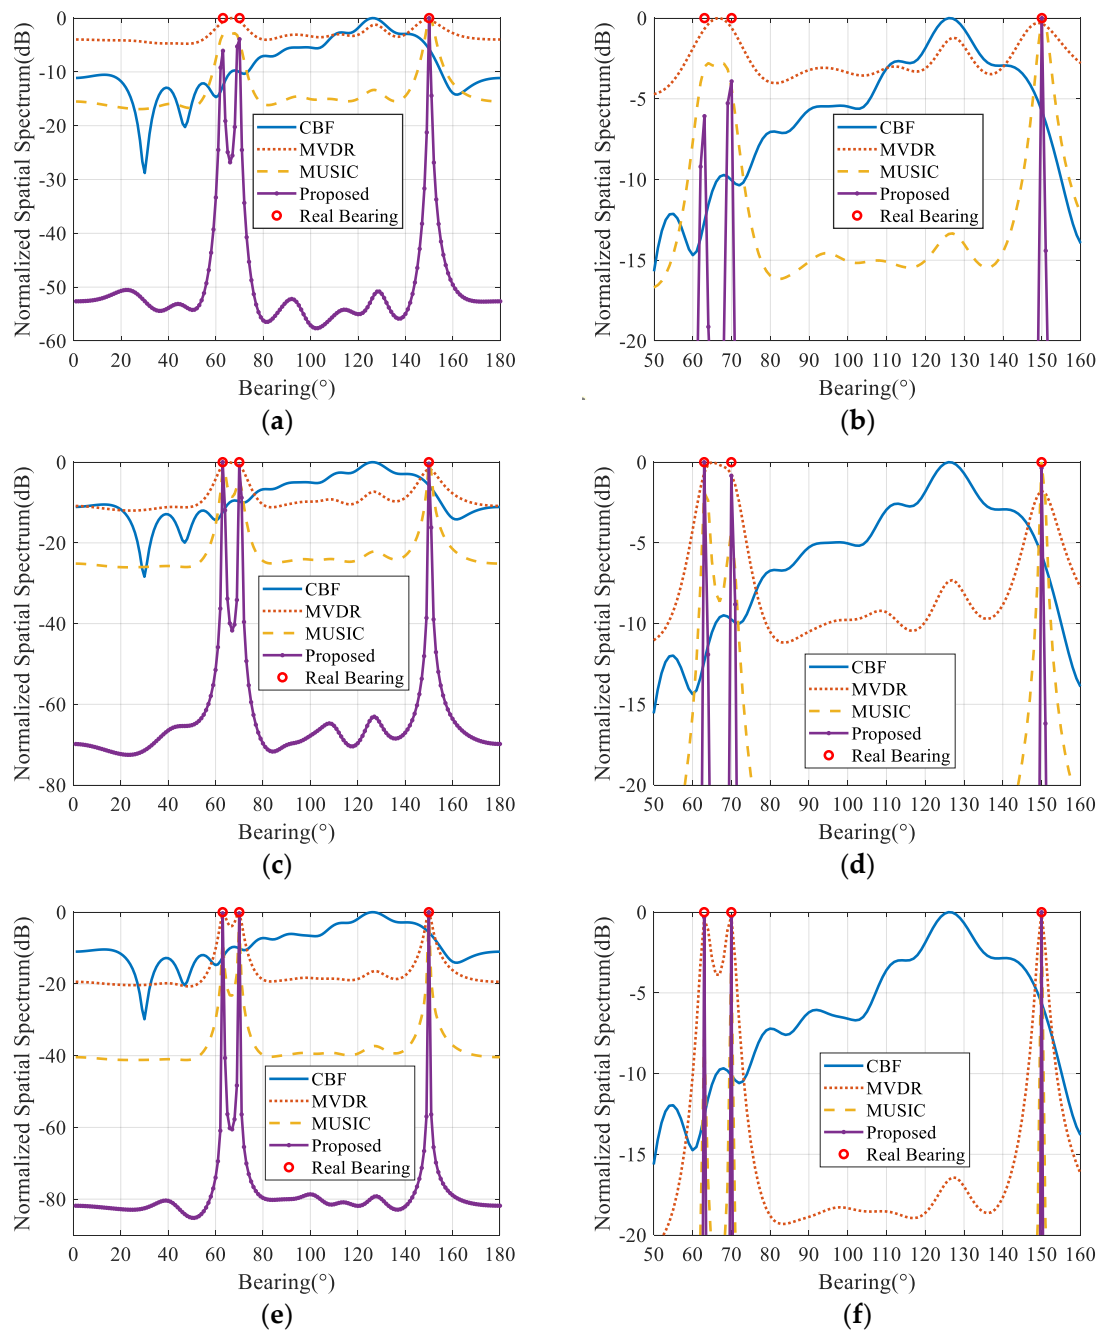 Normalized Spatial Spectrum(dB)
0
-10
-20
-30
-40
-50
-60
CBF
MVDR
MUSIC
Proposed
Real Bearing
0 20 40 60 80 100 120 140 160 180
Bearing(°)
(a)
Normalized Spatial Spectrum(dB)
0
-5
-10
-15
-20
CBF
MVDR
MUSIC
Proposed
Real Bearing
50 60 70 80 90 100 110 120 130 140 150 160
Bearing(°)
(b)
Normalized Spatial Spectrum(dB)
0
-20
-40
-60
-80
CBF
MVDR
MUSIC
Proposed
Real Bearing
0 20 40 60 80 100 120 140 160 180
Bearing(°)
(c)
Normalized Spatial Spectrum(dB)
0
-5
-10
-15
-20
CBF
MVDR
MUSIC
Proposed
Real Bearing
50 60 70 80 90 100 110 120 130 140 150 160
Bearing(°)
(d)
Normalized Spatial Spectrum(dB)
0
-20
-40
-60
-80
CBF
MVDR
MUSIC
Proposed
Real Bearing
0 20 40 60 80 100 120 140 160 180
Bearing(°)
(e)
Normalized Spatial Spectrum(dB)
0
-5
-10
-15
-20
CBF
MVDR
MUSIC
Proposed
Real Bearing
50 60 70 80 90 100 110 120 130 140 150 160
Bearing(°)
(f)